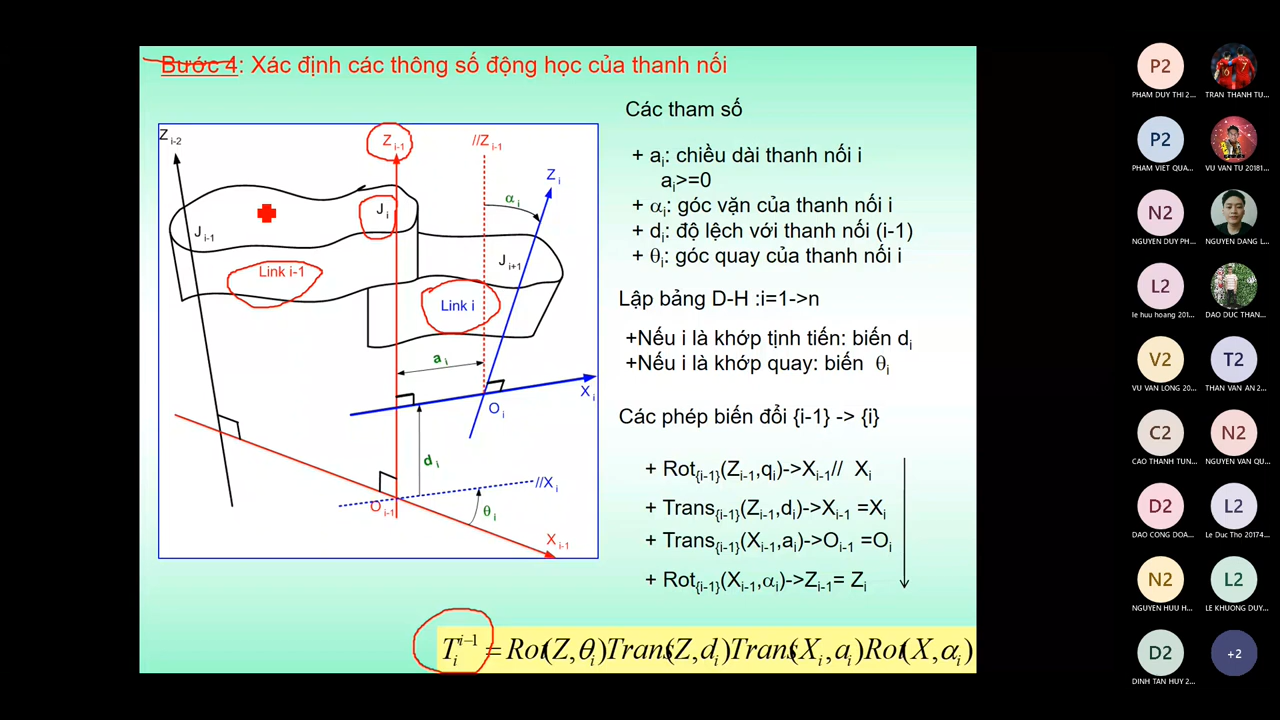 Bước 4: Xác định các thông số động học của thanh nối
Z i-2
Z i-1
//Z i-1
Z i
α i
J i-1
J i
J i+1
Link i-1
Link i
a i
X i
O i
d i
//X i
θ i
O i-1
X i-1
Các tham số
+ ai: chiều dài thanh nối i
ai>=0
+ αi: góc vặn của thanh nối i
+ di: độ lệch với thanh nối (i-1)
+ θi: góc quay của thanh nối i
Lập bảng D-H :i=1->n
+Nếu i là khớp tịnh tiến: biến di
+Nếu i là khớp quay: biến θi
Các phép biến đổi {i-1} -> {i}
+ Rot{i-1}(Zi-1,qi)->Xi-1// Xi
+ Trans{i-1}(Zi-1,di)->Xi-1 =Xi
+ Trans{i-1}(Xi-1,ai)->Oi-1 =Oi
+ Rot{i-1}(Xi-1,αi)->Zi-1= Zi
T i i-1 = Rot(Z,θi)Trans(Z,di)Trans(Xi,ai)Rot(X,αi)
P2
PHAM DUY THI 2...
TRAN THANH TU...
P2
PHAM VIET QUA...
VU VAN TU 20181...
N2
NGUYEN DUY PH...
NGUYEN DANG L...
L2
le huu hoang 201...
DAO DUC THAN...
V2
VU VAN LONG 20...
T2
THAN VAN AN 2...
C2
CAO THANH TUN...
N2
NGUYEN VAN QU...
D2
DAO CONG DOA...
L2
Le Duc Tho 20174...
N2
NGUYEN HUU H...
L2
LE KHUONG DUY...
D2
DINH TAN HUY 2...
+2